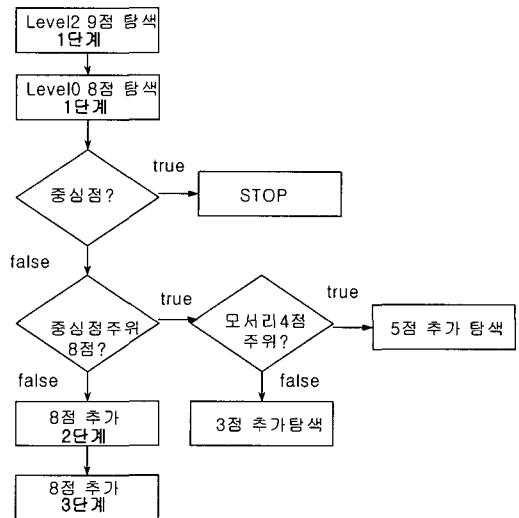 Level2 9점 탐색
1단계
Level0 8점 탐색
1단계
중심점?
true
STOP
false
중심점주위
8점?
true
모서리4점
주위?
true
5점 추가 탐색
false
false
8점 추가
2단계
3점 추가탐색
8점 추가
3단계